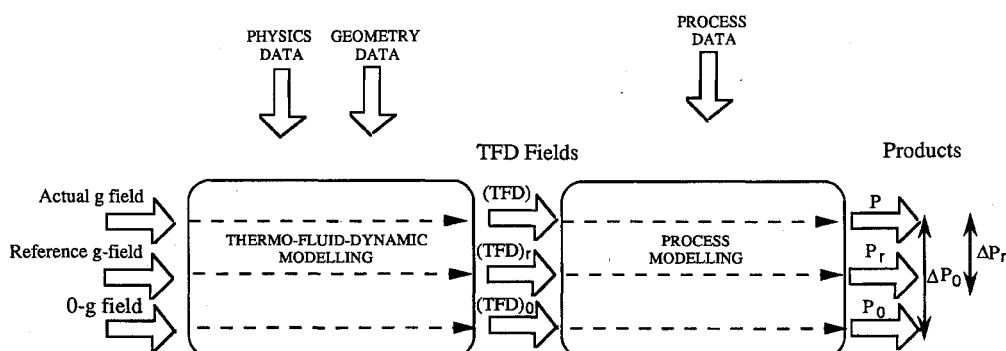 PHYSICS
DATA
GEOMETRY
DATA
PROCESS
DATA
TFD Fields
Products
Actual g field
(TFD)
P
Reference g-field
THERMO-FLUID-DYNAMIC
MODELLING
(TFD)r
PROCESS
MODELLING
Pr
ΔPr
ΔP0
0-g field
(TFD)0
P0